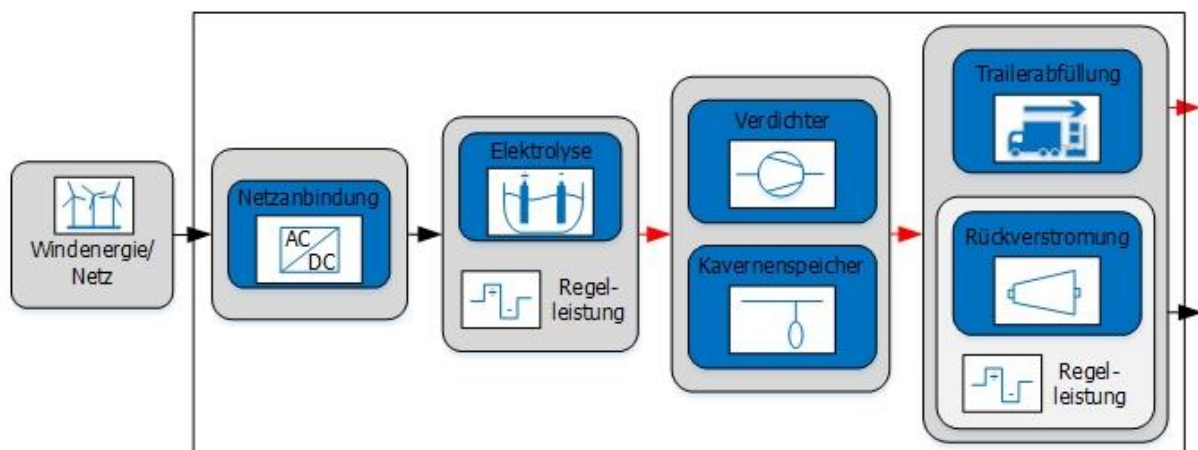 Windenergie/
Netz
Netzanbindung
AC
DC
Elektrolyse
Regel-
leistung
Verdichter
Kavernenspeicher
Trailerabfüllung
Rückverstromung
Regel-
leistung